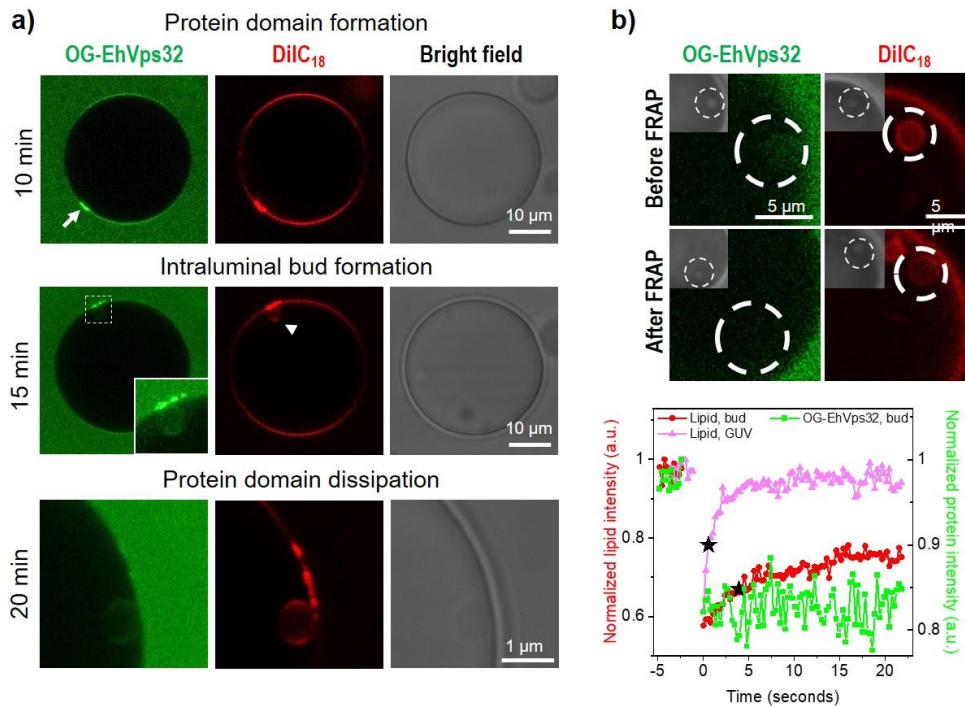 a)
Protein domain formation
OG-EhVps32 DiIC18 Bright field
10 min
10 µm
Intraluminal bud formation
15 min
10 µm
Protein domain dissipation
20 min
1 µm
b)
OG-EhVps32 DiIC18
Before FRAP
5 µm
5 µm
After FRAP
Lipid, bud OG-EhVps32, bud
Lipid, GUV
Normalized lipid intensity (a.u.)
1
0.8
0.6
1
0.9
0.8
Normalized protein intensity (a.u.)
-5 0 5 10 15 20
Time (seconds)